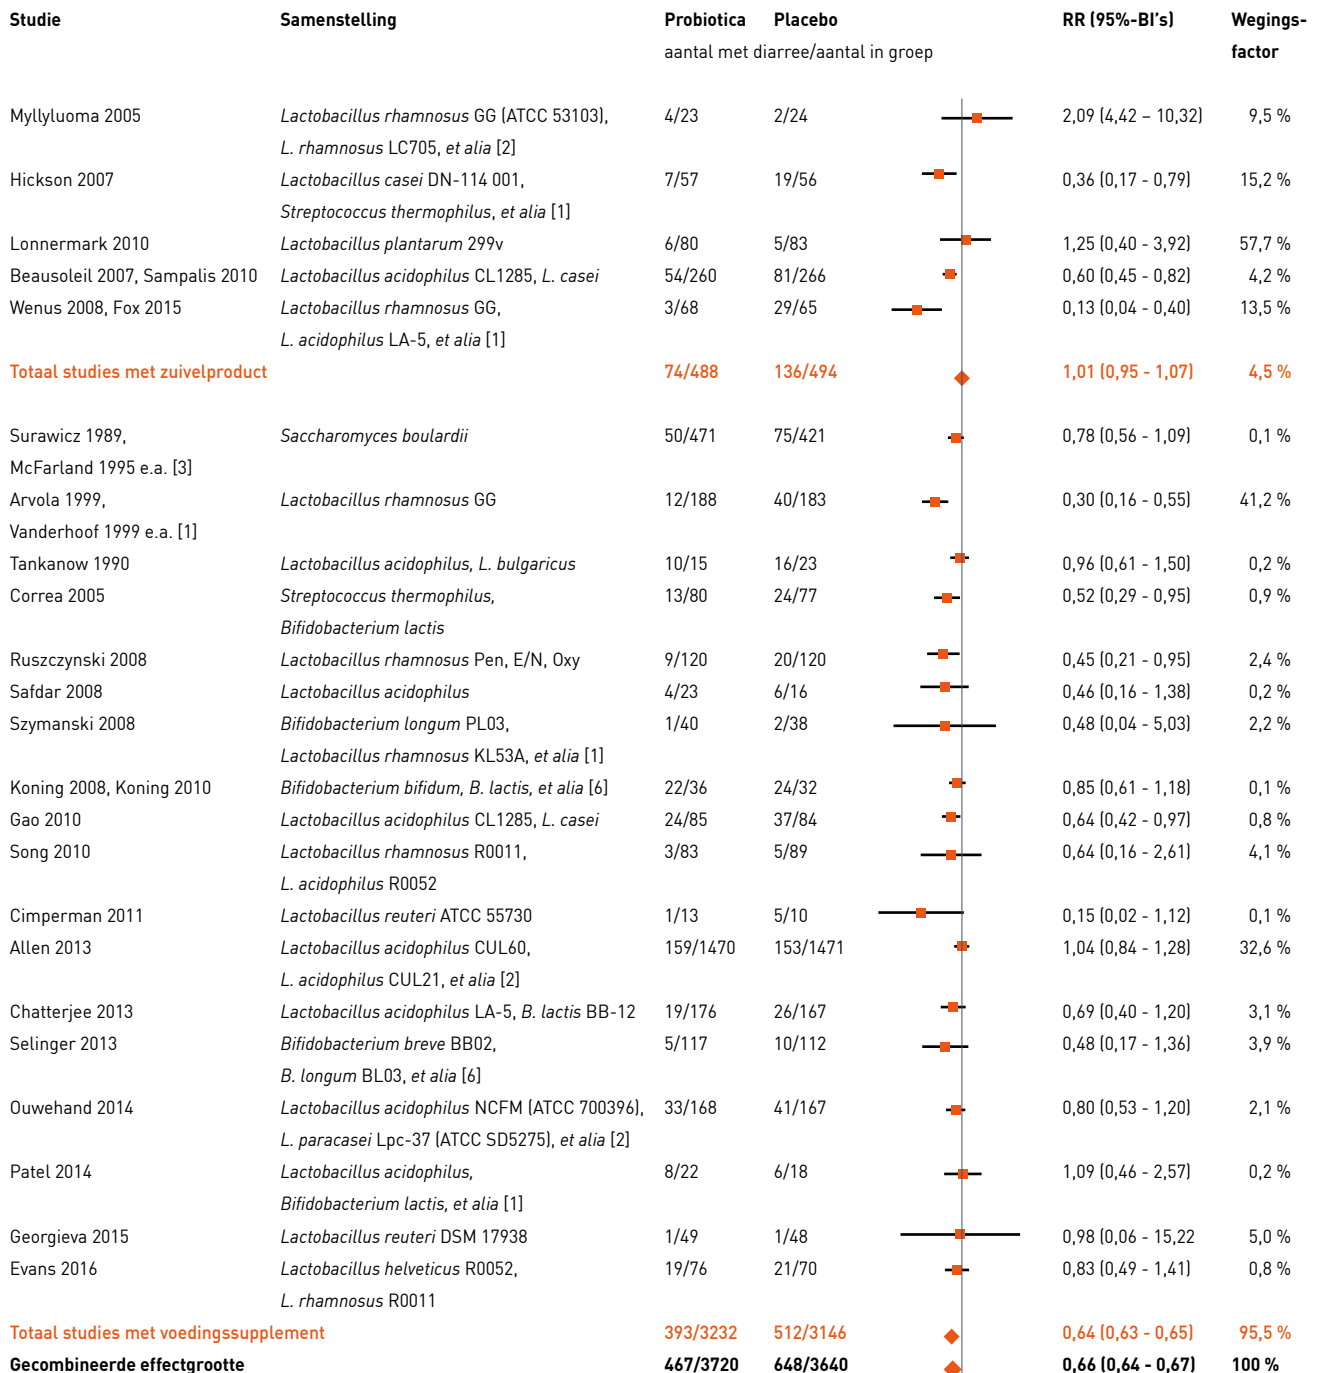 Studie Samenstelling Probiotica Placebo RR (95%-BI's) Wegings-
aantal met diarree/aantal in groep factor
Myllyluoma 2005 Lactobacillus rhamnosus GG (ATCC 53103), 4/23 2/24 2,09 (4,42 – 10,32) 9,5 %
L. rhamnosus LC705, et alia [2]
Hickson 2007 Lactobacillus casei DN-114 001, 7/57 19/56 0,36 (0,17 - 0,79) 15,2 %
Streptococcus thermophilus, et alia [1]
Lonnermark 2010 Lactobacillus plantarum 299v 6/80 5/83 1,25 (0,40 - 3,92) 57,7 %
Beausoleil 2007, Sampalis 2010 Lactobacillus acidophilus CL1285, L. casei 54/260 81/266 0,60 (0,45 - 0,82) 4,2 %
Wenus 2008, Fox 2015 Lactobacillus rhamnosus GG, 3/68 29/65 0,13 (0,04 - 0,40) 13,5 %
L. acidophilus LA-5, et alia [1]
Totaal studies met zuivelproduct 74/488 136/494 1,01 (0,95 - 1,07) 4,5 %
Surawicz 1989, Saccharomyces boulardii 50/471 75/421 0,78 (0,56 - 1,09) 0,1 %
McFarland 1995 e.a. [3]
Arvola 1999, Lactobacillus rhamnosus GG 12/188 40/183 0,30 (0,16 - 0,55) 41,2 %
Vanderhoof 1999 e.a. [1]
Tankanow 1990 Lactobacillus acidophilus, L. bulgaricus 10/15 16/23 0,96 (0,61 - 1,50) 0,2 %
Correa 2005 Streptococcus thermophilus, 13/80 24/77 0,52 (0,29 - 0,95) 0,9 %
Bifidobacterium lactis
Ruszczynski 2008 Lactobacillus rhamnosus Pen, E/N, Oxy 9/120 20/120 0,45 (0,21 - 0,95) 2,4 %
Safdar 2008 Lactobacillus acidophilus 4/23 6/16 0,46 (0,16 - 1,38) 0,2 %
Szymanski 2008 Bifidobacterium longum PL03, 1/40 2/38 0,48 (0,04 - 5,03) 2,2 %
Lactobacillus rhamnosus KL53A, et alia [1]
Koning 2008, Koning 2010 Bifidobacterium bifidum, B. lactis, et alia [6] 22/36 24/32 0,85 (0,61 - 1,18) 0,1 %
Gao 2010 Lactobacillus acidophilus CL1285, L. casei 24/85 37/84 0,64 (0,42 - 0,97) 0,8 %
Song 2010 Lactobacillus rhamnosus R0011, 3/83 5/89 0,64 (0,16 - 2,61) 4,1 %
L. acidophilus R0052
Cimperman 2011 Lactobacillus reuteri ATCC 55730 1/13 5/10 0,15 (0,02 - 1,12) 0,1 %
Allen 2013 Lactobacillus acidophilus CUL60, 159/1470 153/1471 1,04 (0,84 - 1,28) 32,6 %
L. acidophilus CUL21, et alia [2]
Chatterjee 2013 Lactobacillus acidophilus LA-5, B. lactis BB-12 19/176 26/167 0,69 (0,40 - 1,20) 3,1 %
Selinger 2013 Bifidobacterium breve BB02, 5/117 10/112 0,48 (0,17 - 1,36) 3,9 %
B. longum BL03, et alia [6]
Ouwehand 2014 Lactobacillus acidophilus NCFM (ATCC 700396), 33/168 41/167 0,80 (0,53 - 1,20) 2,1 %
L. paracasei Lpc-37 (ATCC SD5275), et alia [2]
Patel 2014 Lactobacillus acidophilus, 8/22 6/18 1,09 (0,46 - 2,57) 0,2 %
Bifidobacterium lactis, et alia [1]
Georgieva 2015 Lactobacillus reuteri DSM 17938 1/49 1/48 0,98 (0,06 - 15,22 5,0 %
Evans 2016 Lactobacillus helveticus R0052, 19/76 21/70 0,83 (0,49 - 1,41) 0,8 %
L. rhamnosus R0011
Totaal studies met voedingssupplement 393/3232 512/3146 0,64 (0,63 - 0,65) 95,5 %
Gecombineerde effectgrootte 467/3720 648/3640 0,66 (0,64 - 0,67) 100 %